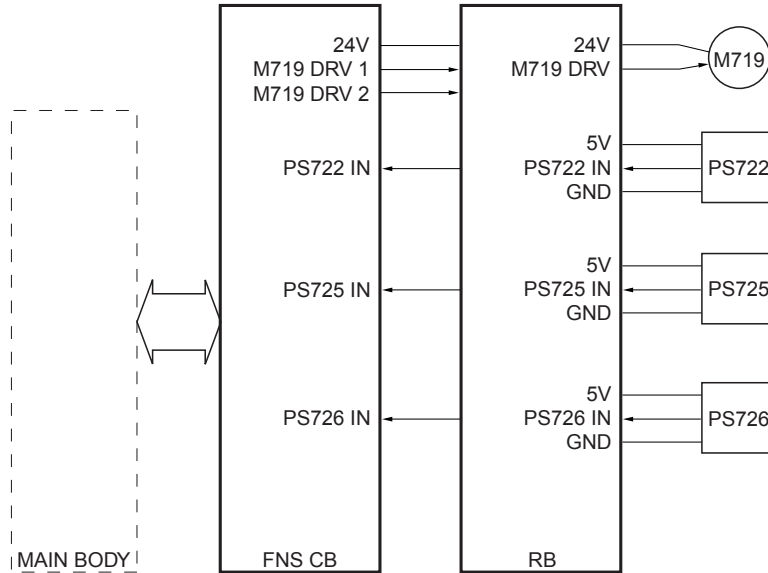 24V
M719 DRV 1
M719 DRV 2
PS722 IN
PS725 IN
PS726 IN
24V
M719 DRV
M719
5V
PS722 IN
GND
PS722
5V
PS725 IN
GND
PS725
5V
PS726 IN
GND
PS726
MAIN BODY
FNS CB
RB